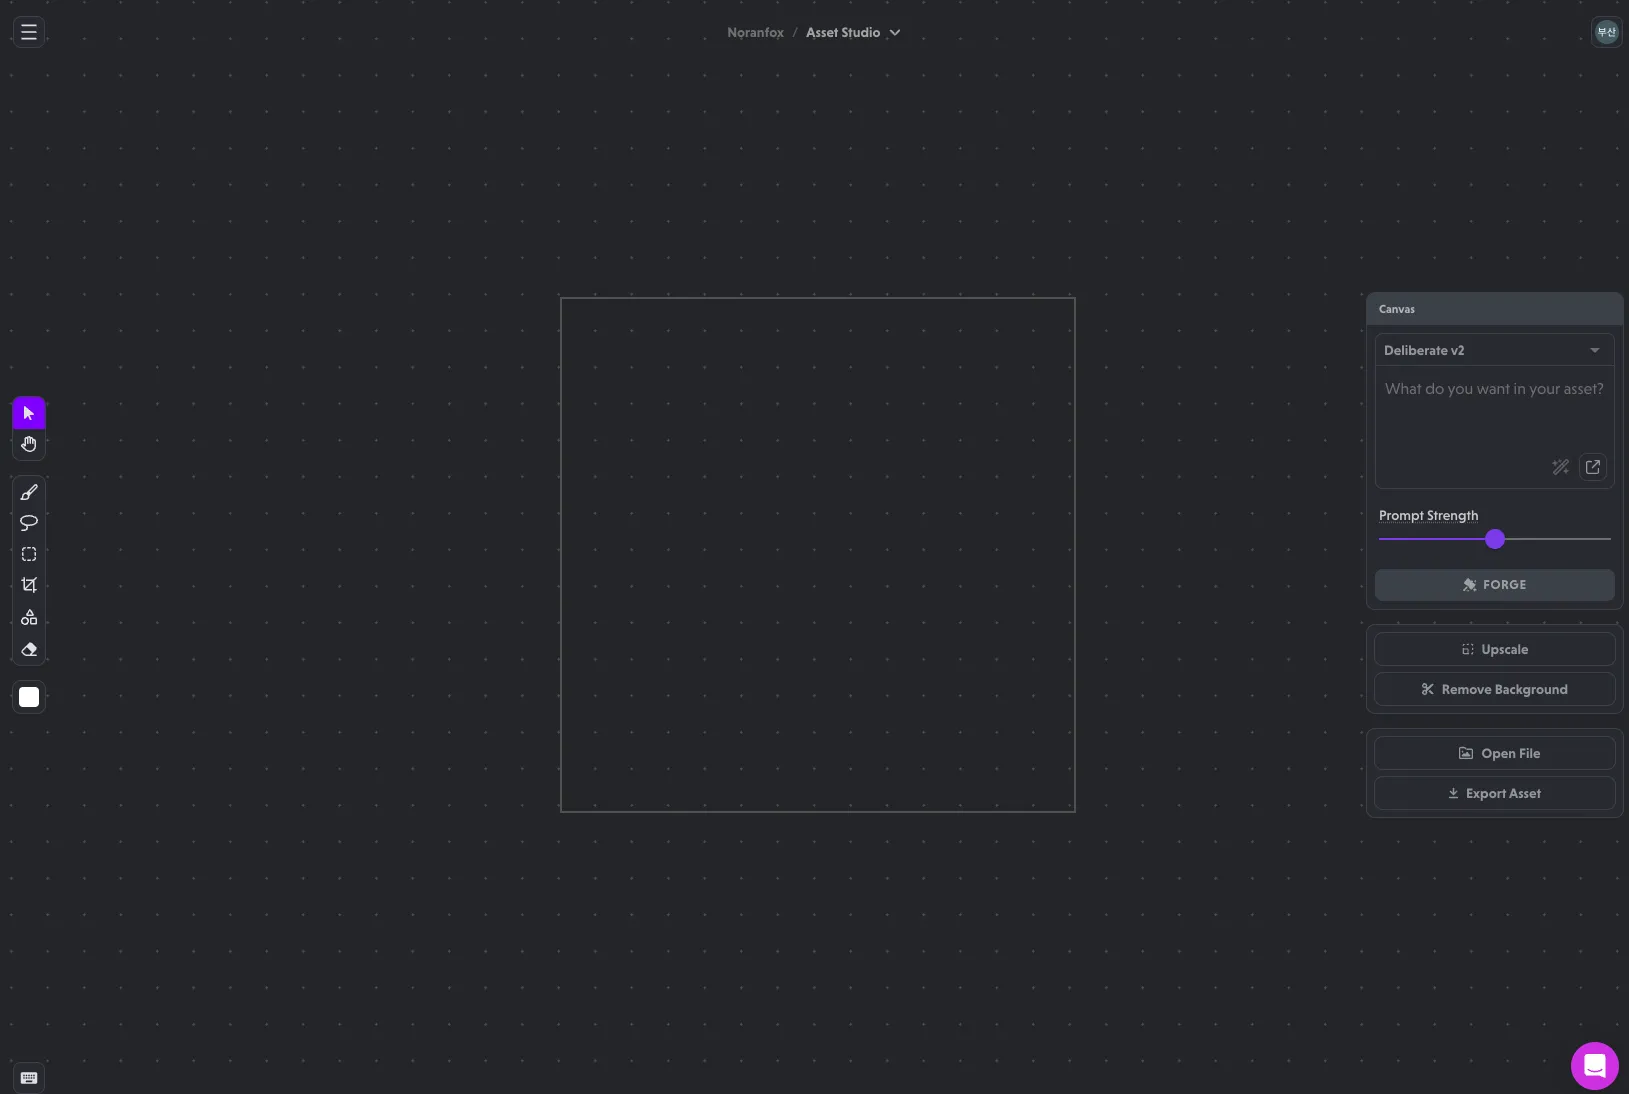 Noranfox / Asset Studio
부산
Canvas
Deliberate v2
What do you want in your asset?
Prompt Strength
FORGE
Upscale
Remove Background
Open File
Export Asset